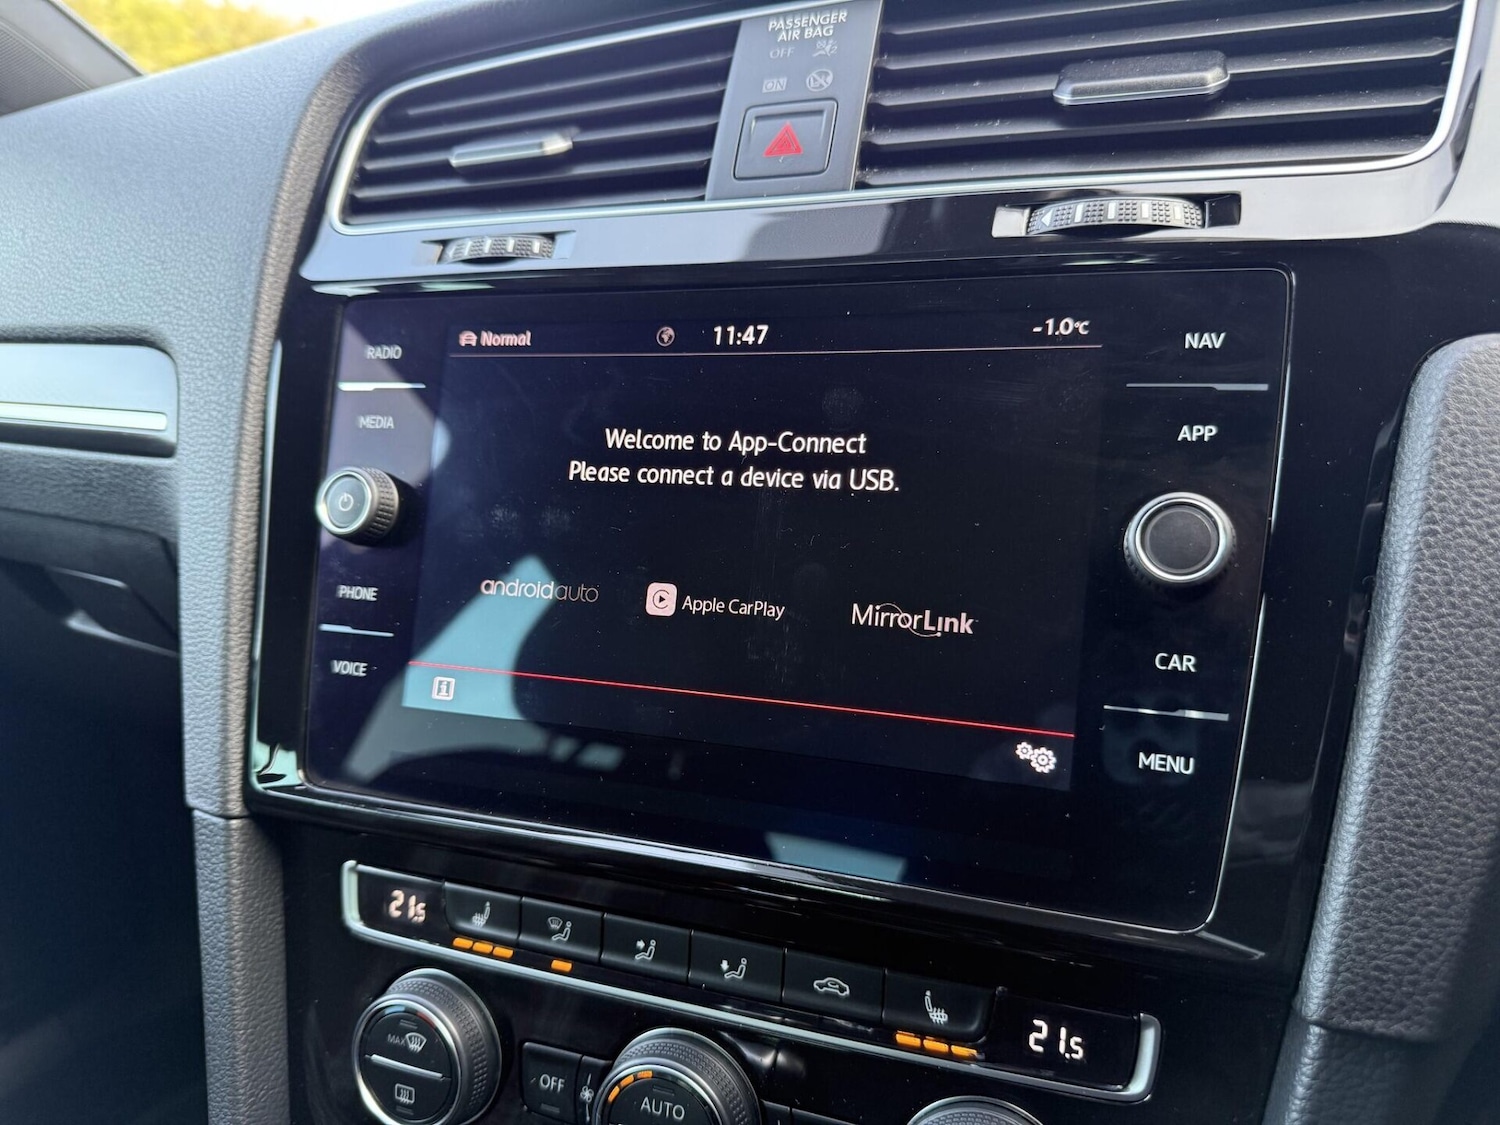 PASSENGER
AIR BAG
OFF
ON
Normal 11:47 -1.0°C
RADIO
MEDIA
PHONE
VOICE
Welcome to App-Connect
Please connect a device via USB.
androidauto
Apple CarPlay
MirrorLink
NAV
APP
CAR
MENU
21.5
21.5
MAX
OFF
AUTO